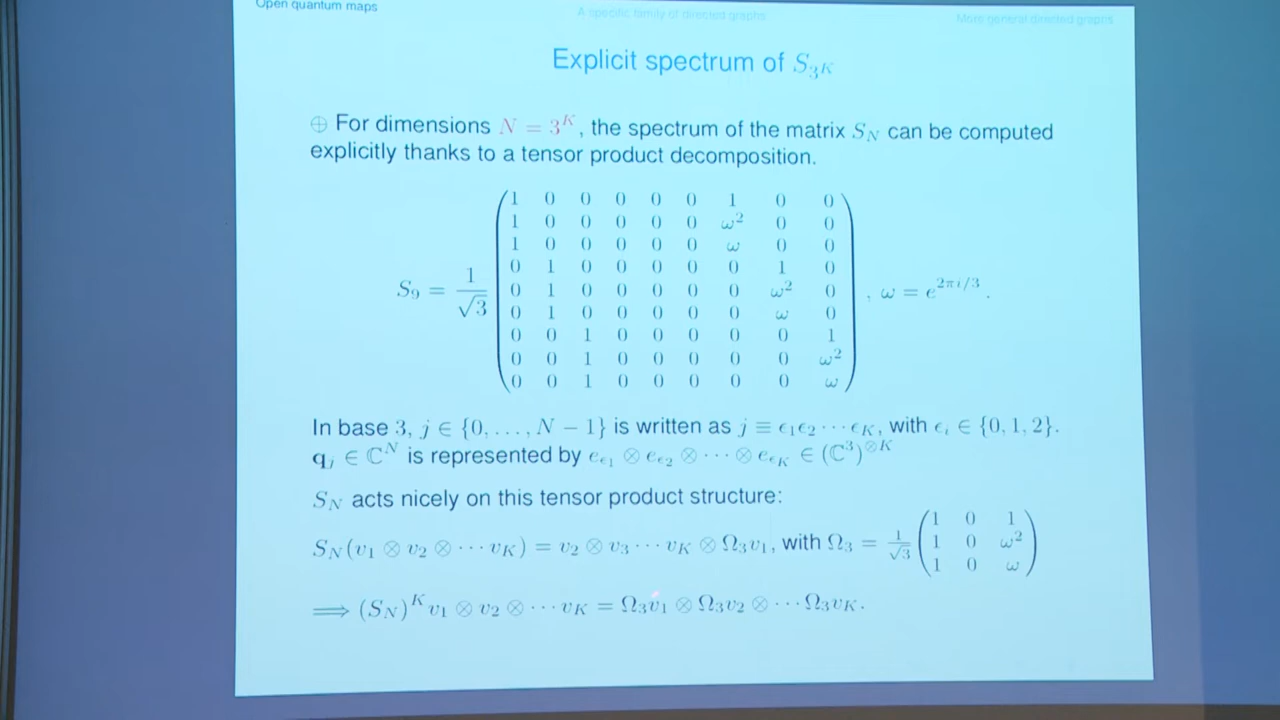 Open quantum maps
A specific family of directed graphs
More general directed graphs
Explicit spectrum of S_{3^K}
⊕ For dimensions N = 3^K, the spectrum of the matrix S_N can be computed
explicitly thanks to a tensor product decomposition.
1 0 0 0 0 0 1 0 0
1 0 0 0 0 0 ω² 0 0
1 0 0 0 0 0 ω 0 0
0 1 0 0 0 0 0 1 0
S_9 = 1/√3 0 1 0 0 0 0 0 ω² 0 , ω = e^{2πi/3} .
0 1 0 0 0 0 0 ω 0
0 0 1 0 0 0 0 0 1
0 0 1 0 0 0 0 0 ω²
0 0 1 0 0 0 0 0 ω
In base 3, j ∈ {0, …, N − 1} is written as j ≡ ϵ_1ϵ_2 ⋯ ϵ_K, with ϵ_i ∈ {0, 1, 2}.
q_j ∈ ℂ^N is represented by e_{ϵ_1} ⊗ e_{ϵ_2} ⊗ ⋯ ⊗ e_{ϵ_K} ∈ (ℂ³)^{⊗K}
S_N acts nicely on this tensor product structure:
1 0 1
S_N(v_1 ⊗ v_2 ⊗ ⋯ v_K) = v_2 ⊗ v_3 ⋯ v_K ⊗ Ω_3v_1, with Ω_3 = 1/√3 1 0 ω²
1 0 ω
⟹ (S_N)^K v_1 ⊗ v_2 ⊗ ⋯ v_K = Ω_3v_1 ⊗ Ω_3v_2 ⊗ ⋯ Ω_3v_K.